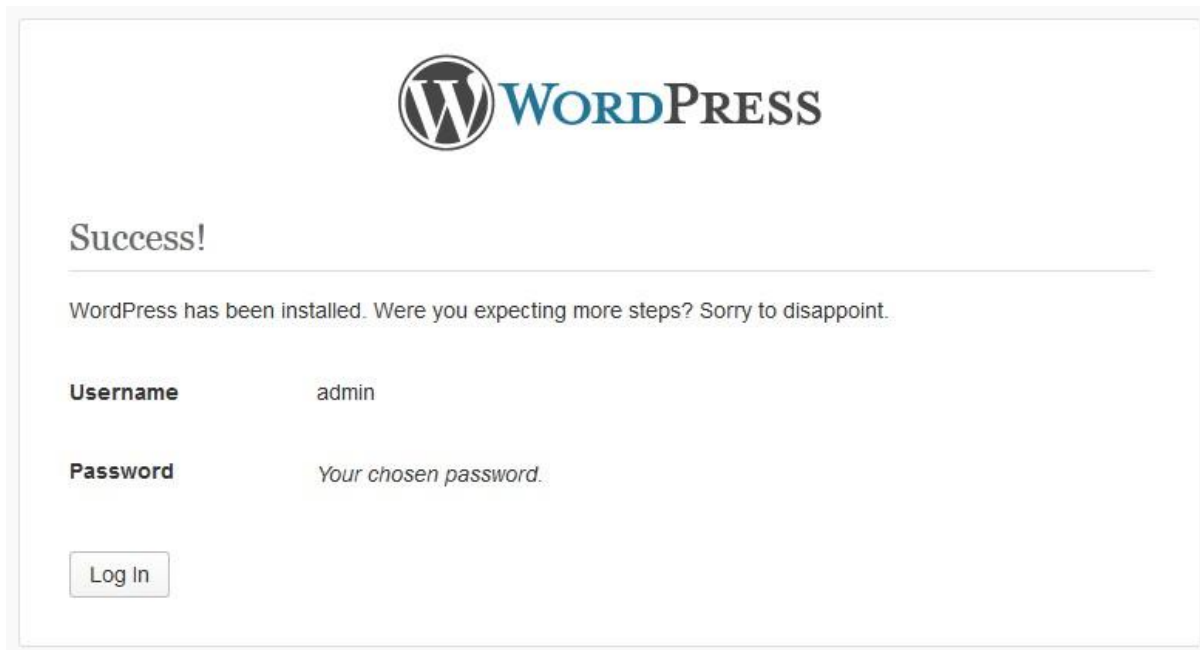 WORDPRESS
Success!
WordPress has been installed. Were you expecting more steps? Sorry to disappoint.
Username admin
Password Your chosen password.
Log In